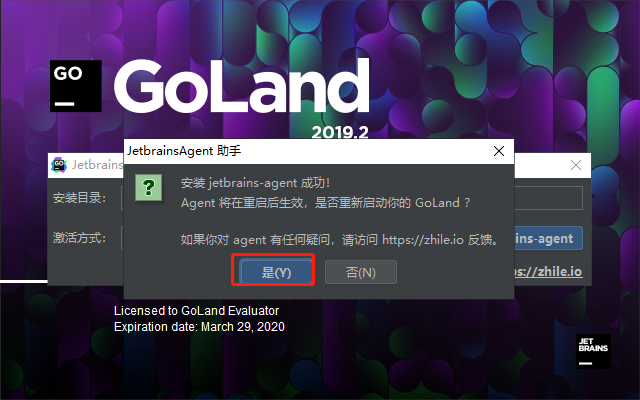 GO
GoLand
2019.2
Jetbrains
JetbrainsAgent 助手
安装目录：
安装 jetbrains-agent 成功！
Agent 将在重启后生效，是否重新启动你的 GoLand ？
激活方式：
ns-agent
如果你对 agent 有任何疑问，请访问 https://zhile.io 反馈。
是(Y)
否(N)
ps://zhile.io
Licensed to GoLand Evaluator
Expiration date: March 29, 2020
JET
BRAINS